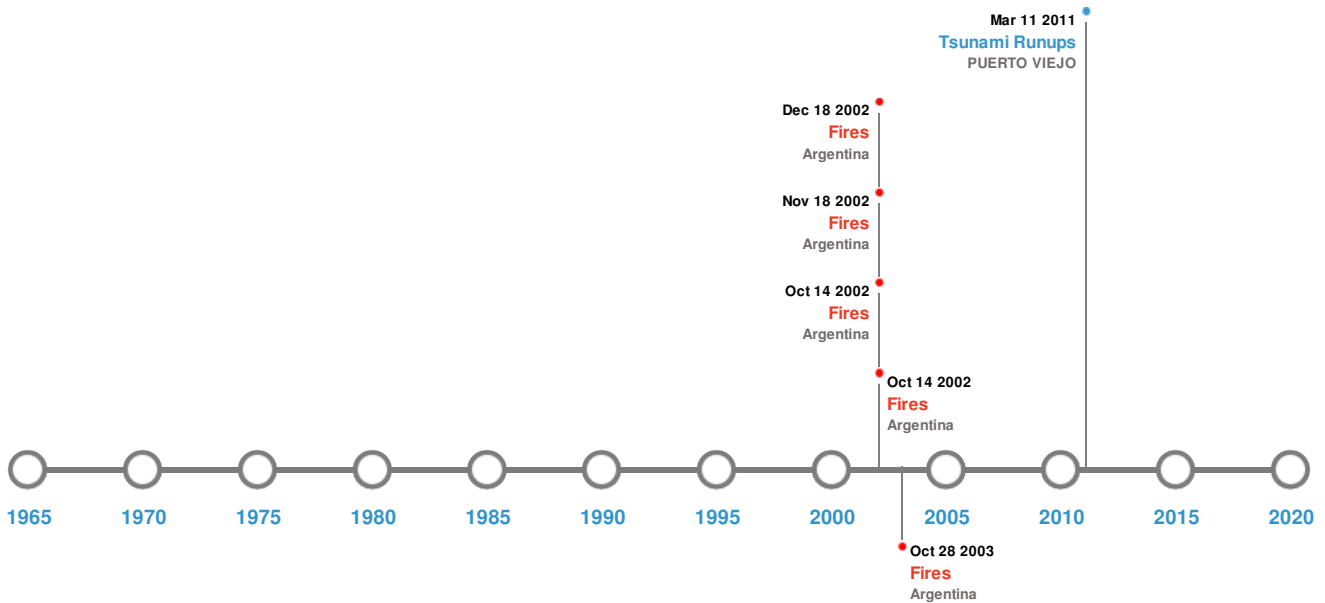 Mar 11 2011
Tsunami Runups
PUERTO VIEJO
Dec 18 2002
Fires
Argentina
Nov 18 2002
Fires
Argentina
Oct 14 2002
Fires
Argentina
Oct 14 2002
Fires
Argentina
1965 1970 1975 1980 1985 1990 1995 2000 2005 2010 2015 2020
Oct 28 2003
Fires
Argentina